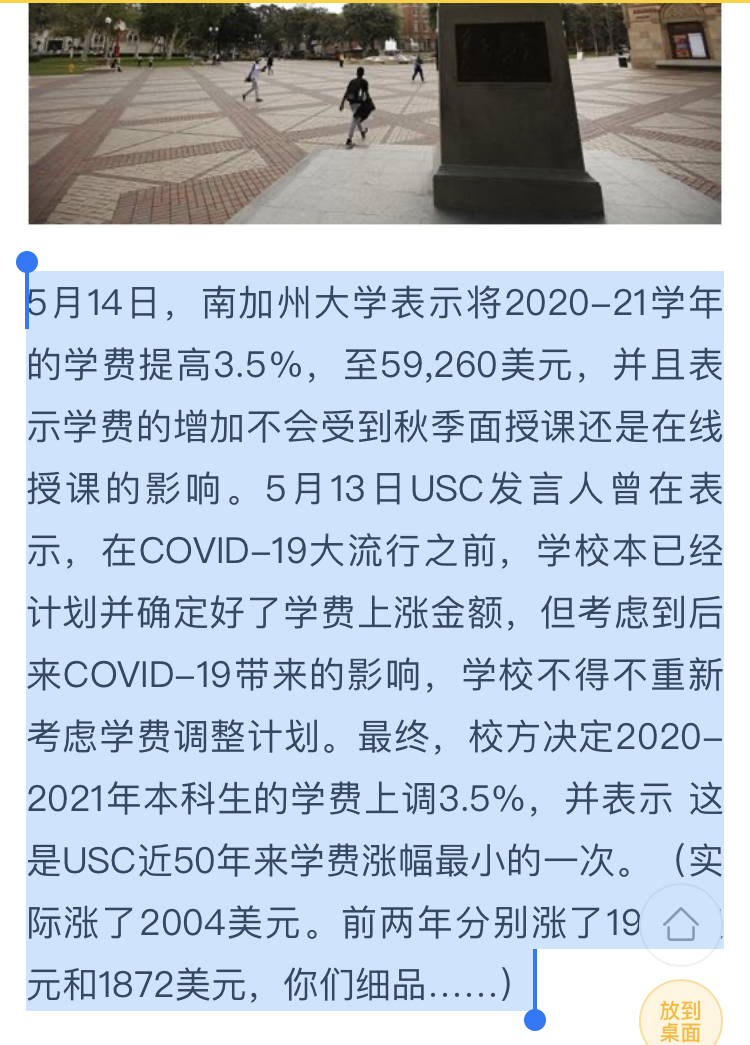 5月14日，南加州大学表示将2020-21学年
的学费提高3.5%，至59,260美元，并且表
示学费的增加不会受到秋季面授课还是在线
授课的影响。5月13日USC发言人曾在表
示，在COVID-19大流行之前，学校本已经
计划并确定好了学费上涨金额，但考虑到后
来COVID-19带来的影响，学校不得不重新
考虑学费调整计划。最终，校方决定2020-
2021年本科生的学费上调3.5%，并表示 这
是USC近50年来学费涨幅最小的一次。（实
际涨了2004美元。前两年分别涨了19
元和1872美元，你们细品……）
放到
桌面